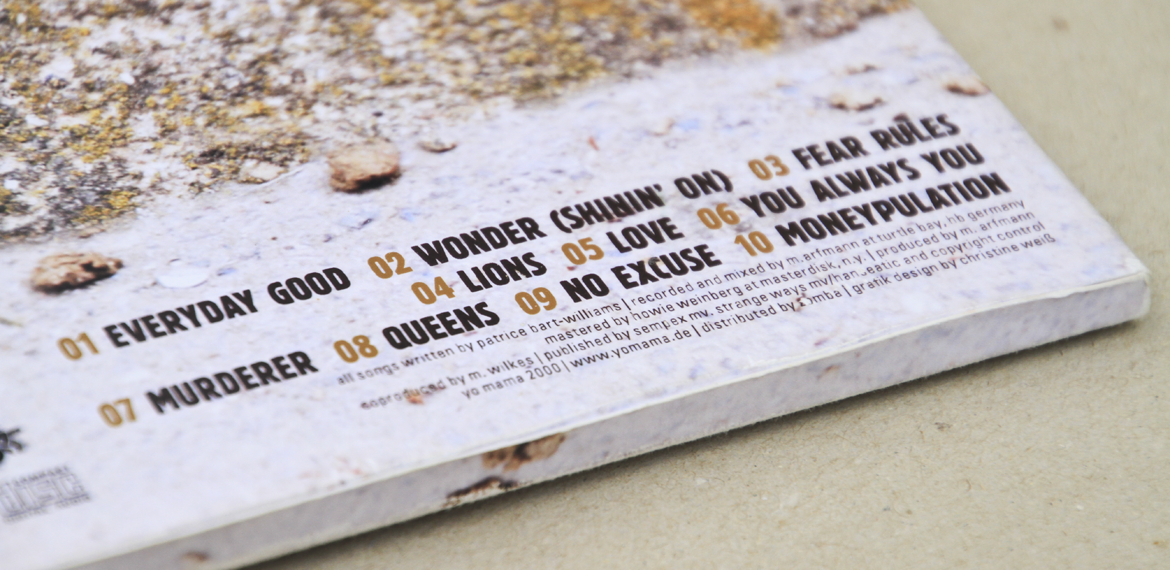 01 EVERYDAY GOOD 02 WONDER (SHININ' ON) 03 FEAR RULES
04 LIONS 05 LOVE 06 YOU ALWAYS YOU
07 MURDERER 08 QUEENS 09 NO EXCUSE 10 MONEYPULATION
all songs written by patrice bart-williams | recorded and mixed by m.arfmann at turtle bay, hb germany
mastered by howie weinberg at masterdisk, n.y. | produced by m. arfmann
coproduced by m. wilkes | published by sempex mv, strange ways mv/han..eatic and copyright control
yo mama 2000 | www.yomama.de | distributed by zomba | grafik design by christine weiß